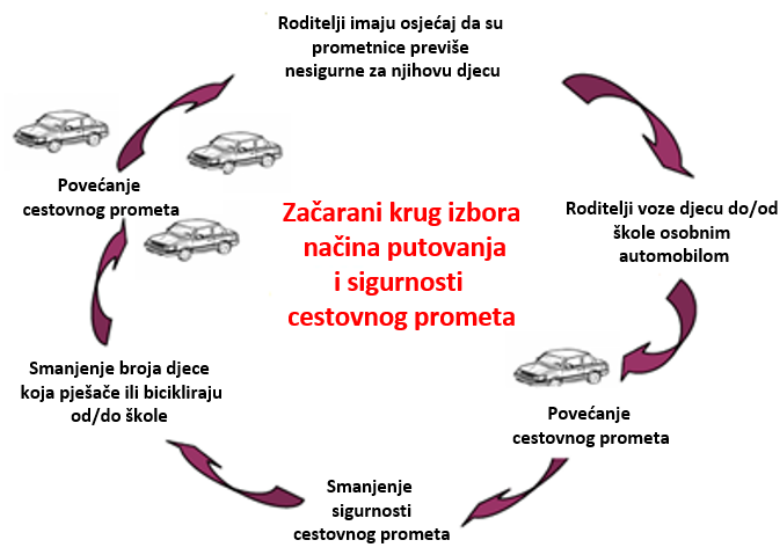 Roditelji imaju osjećaj da su
prometnice previše
nesigurne za njihovu djecu
Roditelji voze djecu do/od
škole osobnim
automobilom
Povećanje
cestovnog prometa
Smanjenje
sigurnosti
cestovnog prometa
Smanjenje broja djece
koja pješače ili bicikliraju
od/do škole
Povećanje
cestovnog prometa
Začarani krug izbora
načina putovanja
i sigurnosti
cestovnog prometa